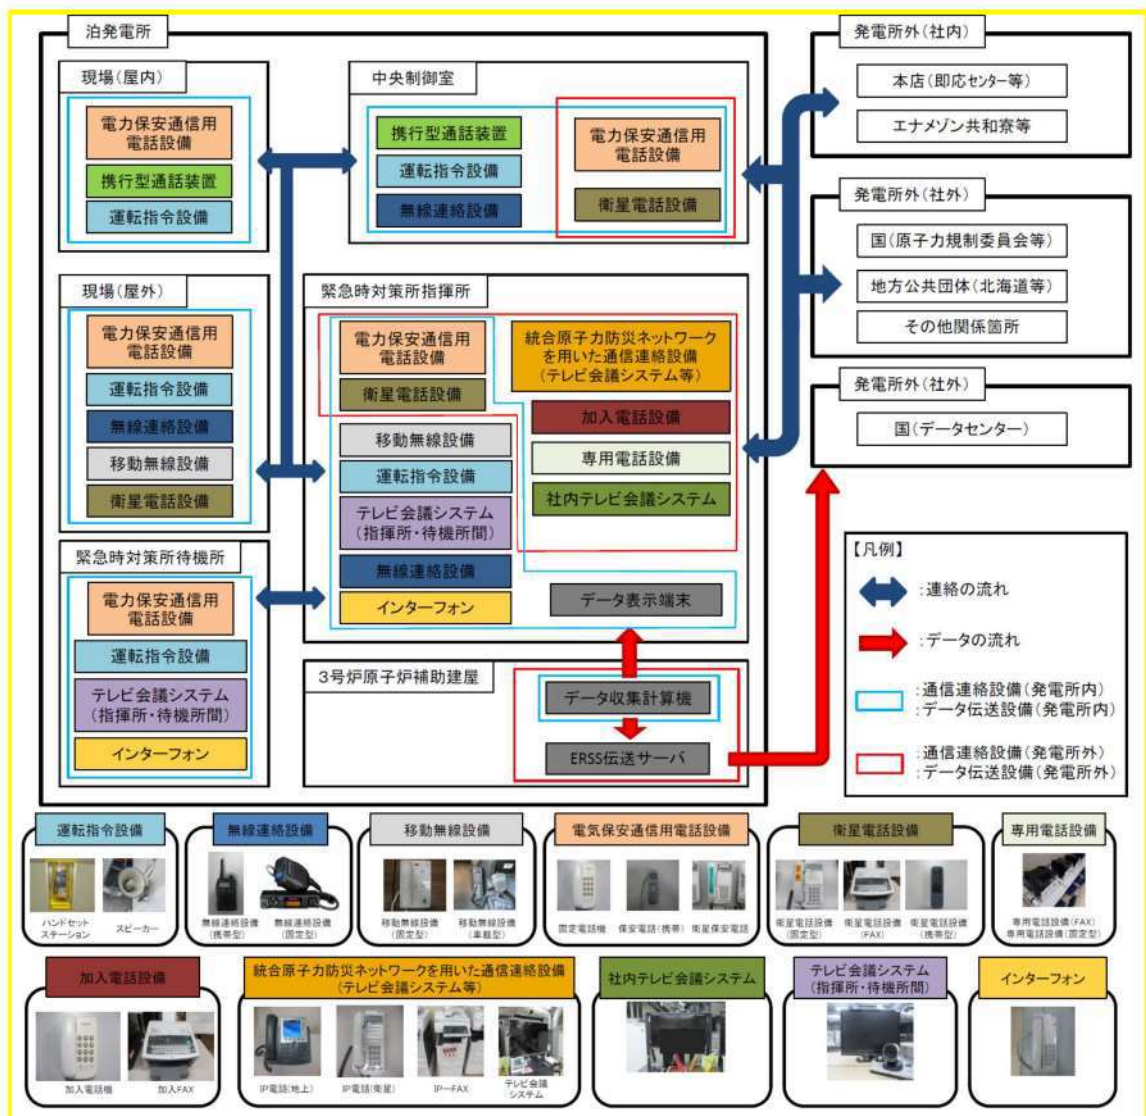 泊発電所
現場(屋内)
電力保安通信用
電話設備
携行型通話装置
運転指令設備
中央制御室
携行型通話装置
運転指令設備
無線連絡設備
電力保安通信用
電話設備
衛星電話設備
現場(屋外)
電力保安通信用
電話設備
運転指令設備
無線連絡設備
移動無線設備
衛星電話設備
緊急時対策所指揮所
電力保安通信用
電話設備
衛星電話設備
移動無線設備
運転指令設備
テレビ会議システム
(指揮所・待機所間)
無線連絡設備
インターフォン
統合原子力防災ネットワーク
を用いた通信連絡設備
(テレビ会議システム等)
加入電話設備
専用電話設備
社内テレビ会議システム
データ表示端末
緊急時対策所待機所
電力保安通信用
電話設備
運転指令設備
テレビ会議システム
(指揮所・待機所間)
インターフォン
3号炉原子炉補助建屋
データ収集計算機
ERSS伝送サーバ
発電所外(社内)
本店(即応センター等)
エナメゾン共和寮等
発電所外(社外)
国(原子力規制委員会等)
地方公共団体(北海道等)
その他関係箇所
発電所外(社外)
国(データセンター)
【凡例】
:連絡の流れ
:データの流れ
:通信連絡設備(発電所内)
:データ伝送設備(発電所内)
:通信連絡設備(発電所外)
:データ伝送設備(発電所外)
運転指令設備
ハンドセット
ステーション
スピーカー
無線連絡設備
無線連絡設備
(携帯型)
無線連絡設備
(固定型)
移動無線設備
移動無線設備
(固定型)
移動無線設備
(車載型)
電気保安通信用電話設備
固定電話機
保安電話(携帯)
衛星保安電話
衛星電話設備
衛星電話設備
(固定型)
衛星電話設備
(FAX)
衛星電話設備
(携帯型)
専用電話設備
専用電話設備(FAX)
専用電話設備(固定型)
加入電話設備
加入電話機
加入FAX
統合原子力防災ネットワークを用いた通信連絡設備
(テレビ会議システム等)
IP電話(地上)
IP電話(衛星)
IP−FAX
テレビ会議
システム
社内テレビ会議システム
テレビ会議システム
(指揮所・待機所間)
インターフォン